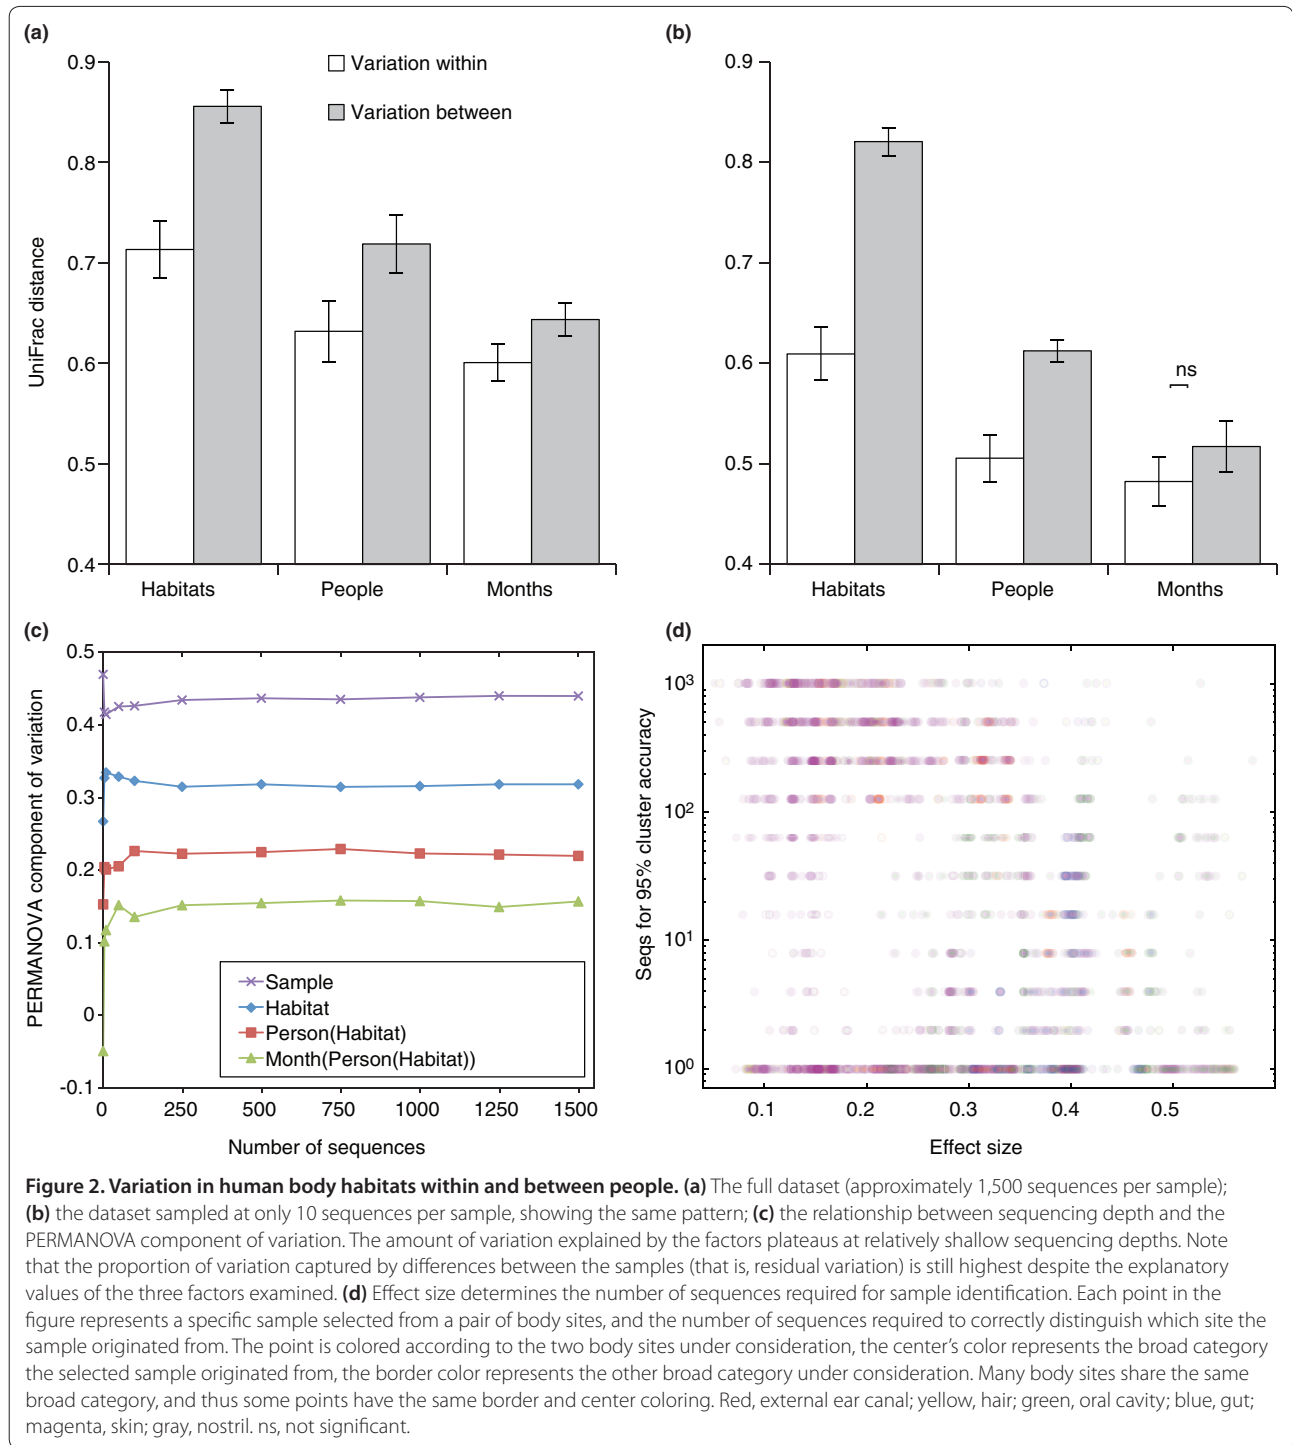 (a)
Variation within
Variation between
UniFrac distance
0.9
0.8
0.7
0.6
0.5
0.4
Habitats
People
Months
(b)
0.9
0.8
0.7
0.6
0.5
0.4
ns
Habitats
People
Months
(c)
PERMANOVA component of variation
0.5
0.4
0.3
0.2
0.1
0
-0.1
Sample
Habitat
Person(Habitat)
Month(Person(Habitat))
0 250 500 750 1000 1250 1500
Number of sequences
(d)
Seqs for 95% cluster accuracy
10³
10²
10¹
10⁰
0.1 0.2 0.3 0.4 0.5
Effect size
Figure 2. Variation in human body habitats within and between people. (a) The full dataset (approximately 1,500 sequences per sample);
(b) the dataset sampled at only 10 sequences per sample, showing the same pattern; (c) the relationship between sequencing depth and the
PERMANOVA component of variation. The amount of variation explained by the factors plateaus at relatively shallow sequencing depths. Note
that the proportion of variation captured by differences between the samples (that is, residual variation) is still highest despite the explanatory
values of the three factors examined. (d) Effect size determines the number of sequences required for sample identification. Each point in the
figure represents a specific sample selected from a pair of body sites, and the number of sequences required to correctly distinguish which site the
sample originated from. The point is colored according to the two body sites under consideration, the center's color represents the broad category
the selected sample originated from, the border color represents the other broad category under consideration. Many body sites share the same
broad category, and thus some points have the same border and center coloring. Red, external ear canal; yellow, hair; green, oral cavity; blue, gut;
magenta, skin; gray, nostril. ns, not significant.